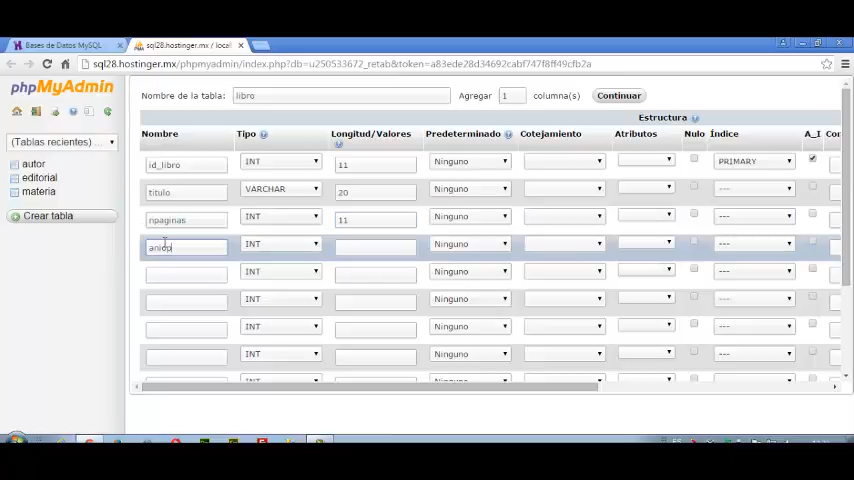 Bases de Datos MySQL
sql28.hostinger.mx / local
sql28.hostinger.mx/phpmyadmin/index.php?db=u250533672_retab&token=a83ede28d34692cabf747f8ff49cfb2a
phpMyAdmin
(Tablas recientes) ...
autor
editorial
materia
Crear tabla
Nombre de la tabla: libro Agregar 1 columna(s) Continuar
Estructura
Nombre Tipo Longitud/Valores Predeterminado Cotejamiento Atributos Nulo Índice A_I Cor
id_libro INT 11 Ninguno PRIMARY
titulo VARCHAR 20 Ninguno ---
npaginas INT 11 Ninguno ---
aniop INT Ninguno ---
INT Ninguno ---
INT Ninguno ---
INT Ninguno ---
INT Ninguno ---
ES